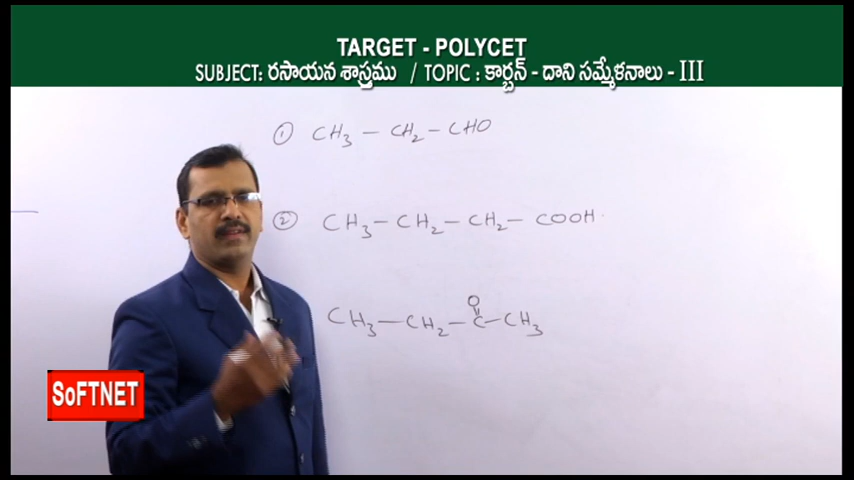 TARGET - POLYCET
SUBJECT: రసాయన శాస్త్రము / TOPIC : కార్బన్ - దాని సమ్మేళనాలు - III
① CH₃ — CH₂ — CHO
② CH₃ — CH₂ — CH₂ — COOH
O
CH₃ — CH₂ — C — CH₃
SoFTNET